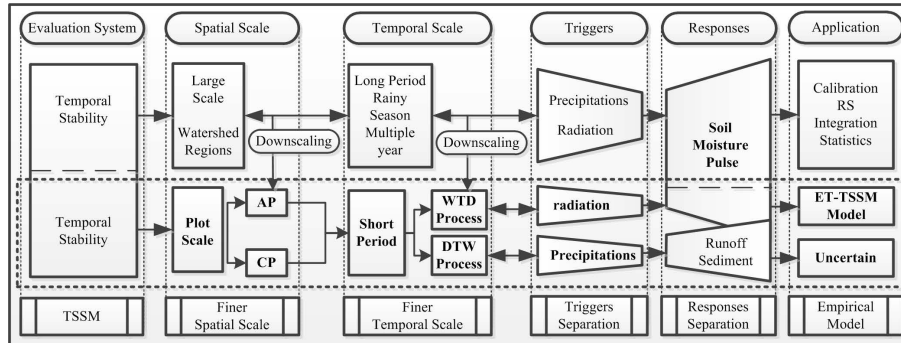 Evaluation System
Spatial Scale
Temporal Scale
Triggers
Responses
Application
Temporal
Stability
Large
Scale
Watershed
Regions
Downscaling
Long Period
Rainy
Season
Multiple
year
Downscaling
Precipitations
Radiation
Soil
Moisture
Pulse
Calibration
RS
Integration
Statistics
Temporal
Stability
Plot
Scale
AP
CP
Short
Period
WTD
Process
DTW
Process
radiation
Precipitations
Runoff
Sediment
ET-TSSM
Model
Uncertain
TSSM
Finer
Spatial Scale
Finer
Temporal Scale
Triggers
Separation
Responses
Separation
Empirical
Model